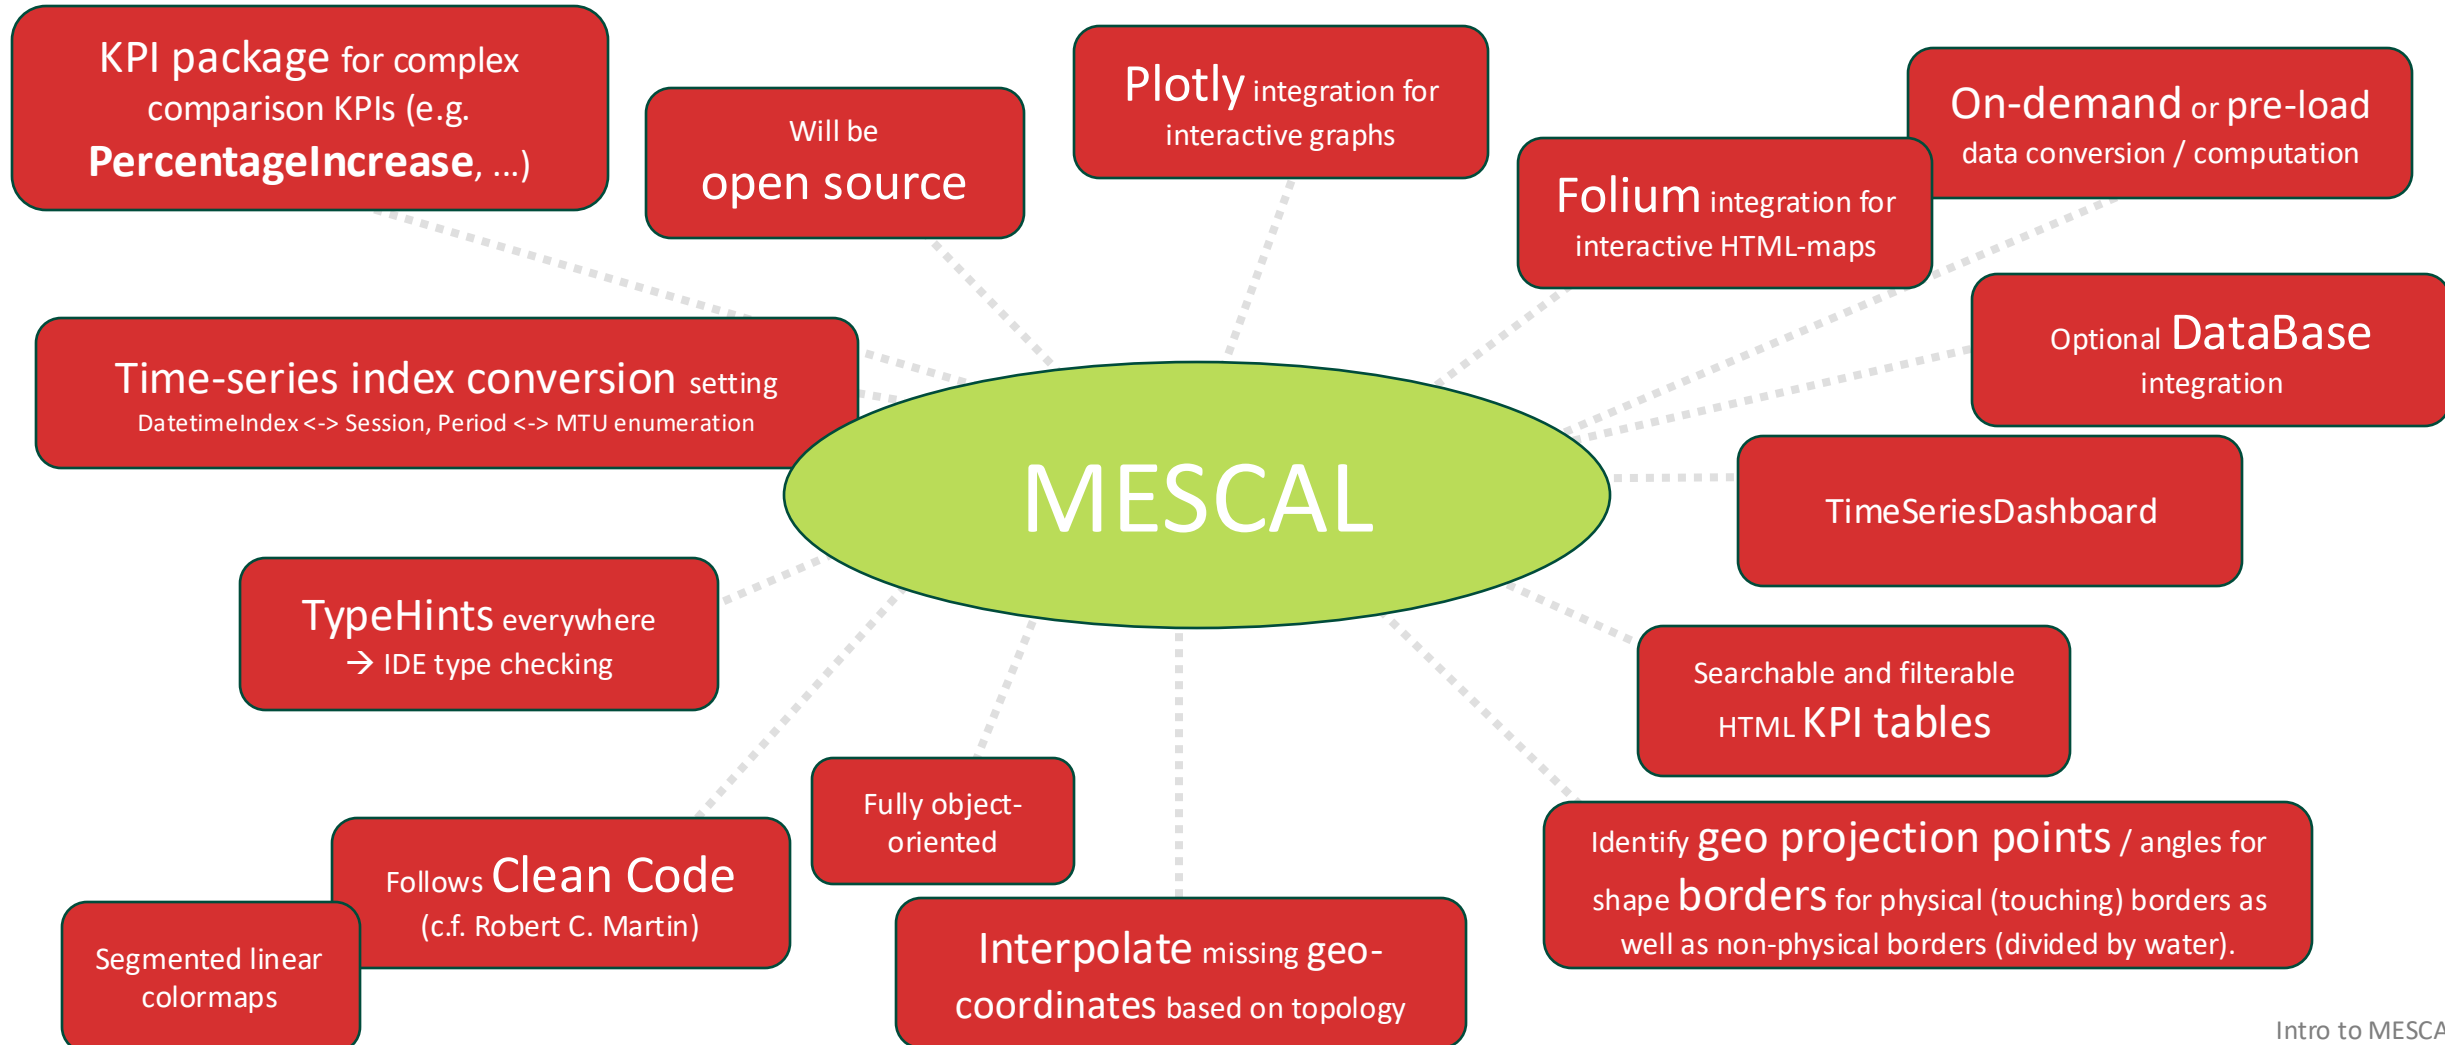 KPI package for complex
comparison KPIs (e.g.
PercentageIncrease, ...)
Will be
open source
Plotly integration for
interactive graphs
On-demand or pre-load
data conversion / computation
Folium integration for
interactive HTML-maps
Optional DataBase
integration
Time-series index conversion setting
DatetimeIndex <-> Session, Period <-> MTU enumeration
MESCAL
TimeSeriesDashboard
TypeHints everywhere
→ IDE type checking
Searchable and filterable
HTML KPI tables
Fully object-
oriented
Follows Clean Code
(c.f. Robert C. Martin)
Identify geo projection points / angles for
shape borders for physical (touching) borders as
well as non-physical borders (divided by water).
Segmented linear
colormaps
Interpolate missing geo-
coordinates based on topology
Intro to MESCA